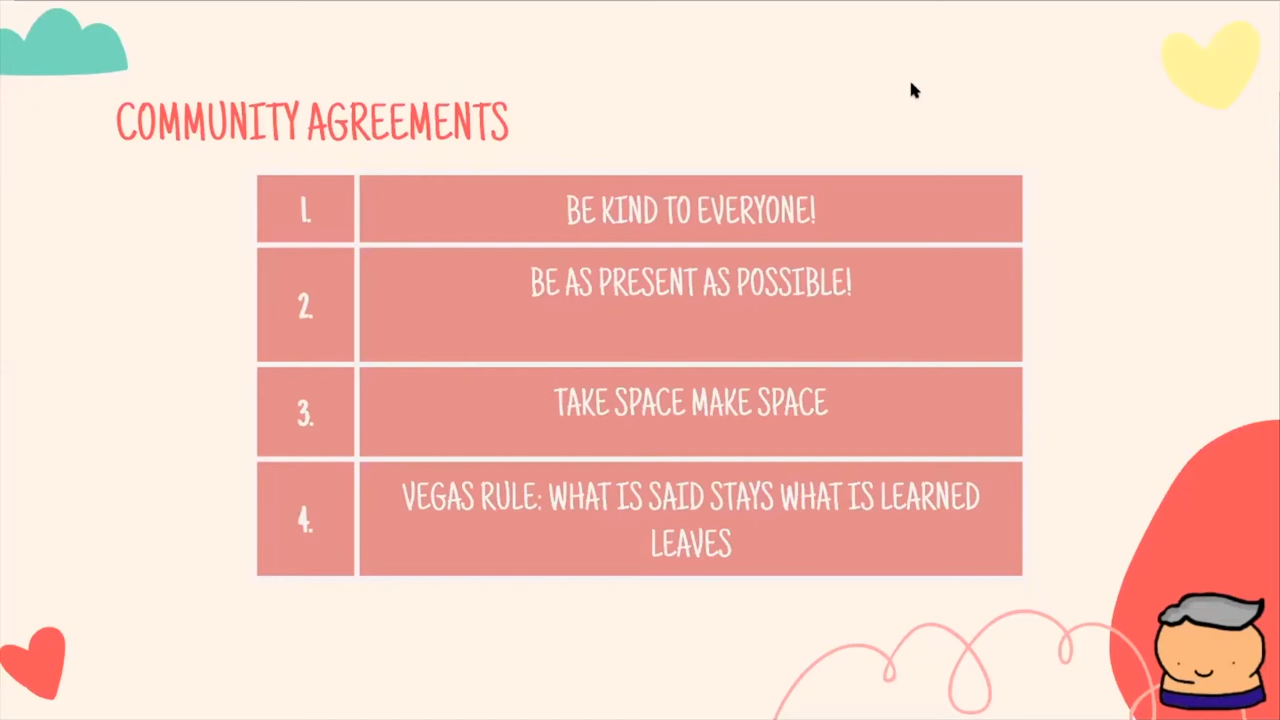 COMMUNITY AGREEMENTS
1. BE KIND TO EVERYONE!
2. BE AS PRESENT AS POSSIBLE!
3. TAKE SPACE MAKE SPACE
4. VEGAS RULE: WHAT IS SAID STAYS WHAT IS LEARNED
LEAVES